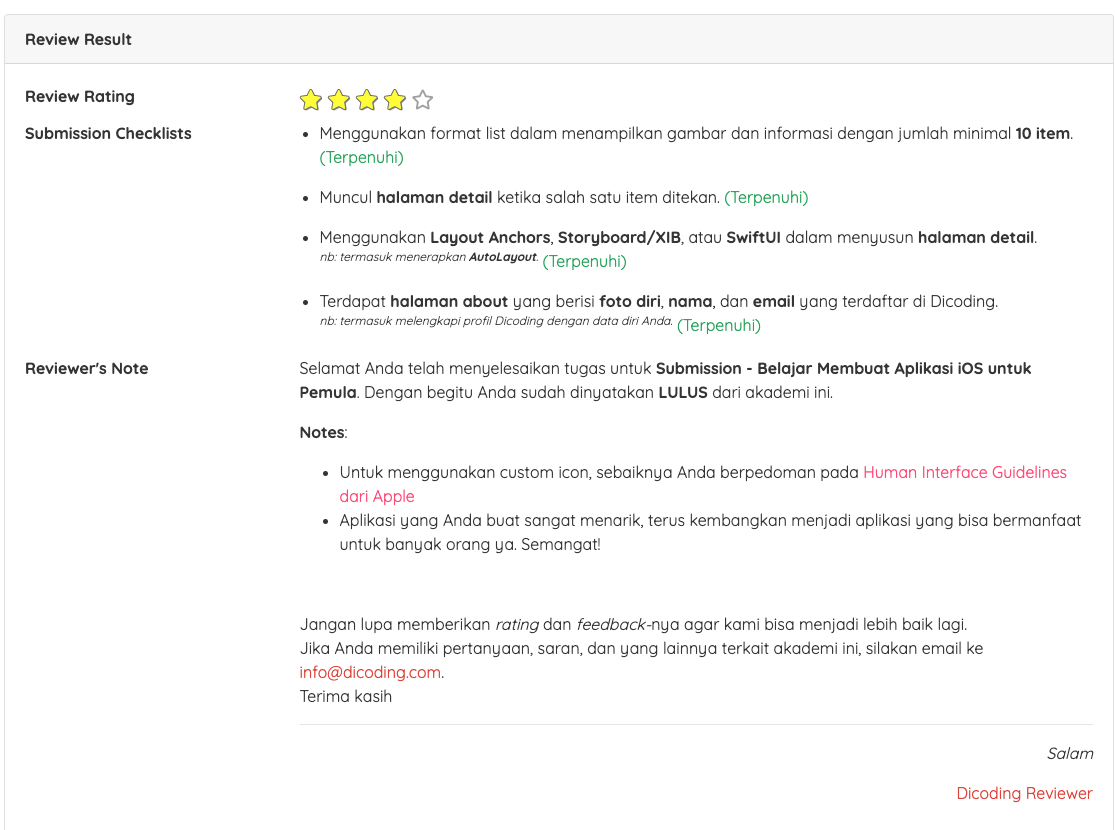 Review Result
Review Rating
Submission Checklists
Menggunakan format list dalam menampilkan gambar dan informasi dengan jumlah minimal 10 item.
(Terpenuhi)
Muncul halaman detail ketika salah satu item ditekan. (Terpenuhi)
Menggunakan Layout Anchors, Storyboard/XIB, atau SwiftUI dalam menyusun halaman detail.
nb: termasuk menerapkan AutoLayout. (Terpenuhi)
Terdapat halaman about yang berisi foto diri, nama, dan email yang terdaftar di Dicoding.
nb: termasuk melengkapi profil Dicoding dengan data diri Anda. (Terpenuhi)
Reviewer's Note
Selamat Anda telah menyelesaikan tugas untuk Submission - Belajar Membuat Aplikasi iOS untuk
Pemula. Dengan begitu Anda sudah dinyatakan LULUS dari akademi ini.
Notes:
Untuk menggunakan custom icon, sebaiknya Anda berpedoman pada Human Interface Guidelines
dari Apple
Aplikasi yang Anda buat sangat menarik, terus kembangkan menjadi aplikasi yang bisa bermanfaat
untuk banyak orang ya. Semangat!
Jangan lupa memberikan rating dan feedback-nya agar kami bisa menjadi lebih baik lagi.
Jika Anda memiliki pertanyaan, saran, dan yang lainnya terkait akademi ini, silakan email ke
info@dicoding.com.
Terima kasih
Salam
Dicoding Reviewer